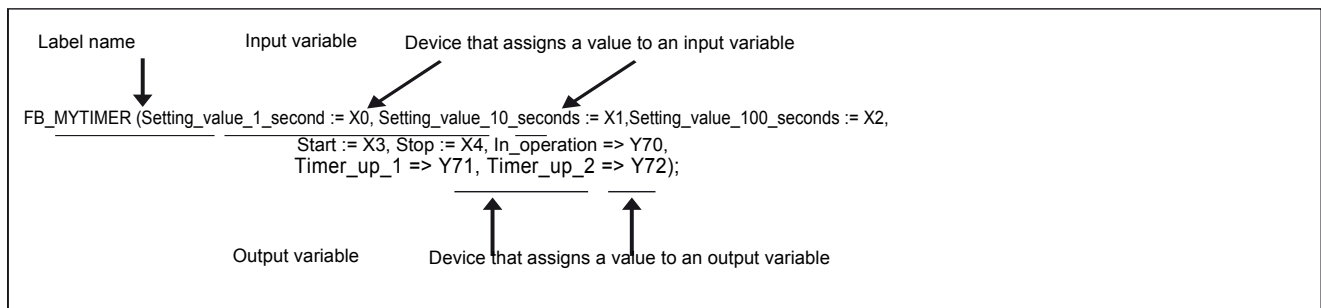 Label name Input variable Device that assigns a value to an input variable
FB_MYTIMER (Setting_value_1_second := X0, Setting_value_10_seconds := X1,Setting_value_100_seconds := X2,
Start := X3, Stop := X4, In_operation => Y70,
Timer_up_1 => Y71, Timer_up_2 => Y72);
Output variable Device that assigns a value to an output variable